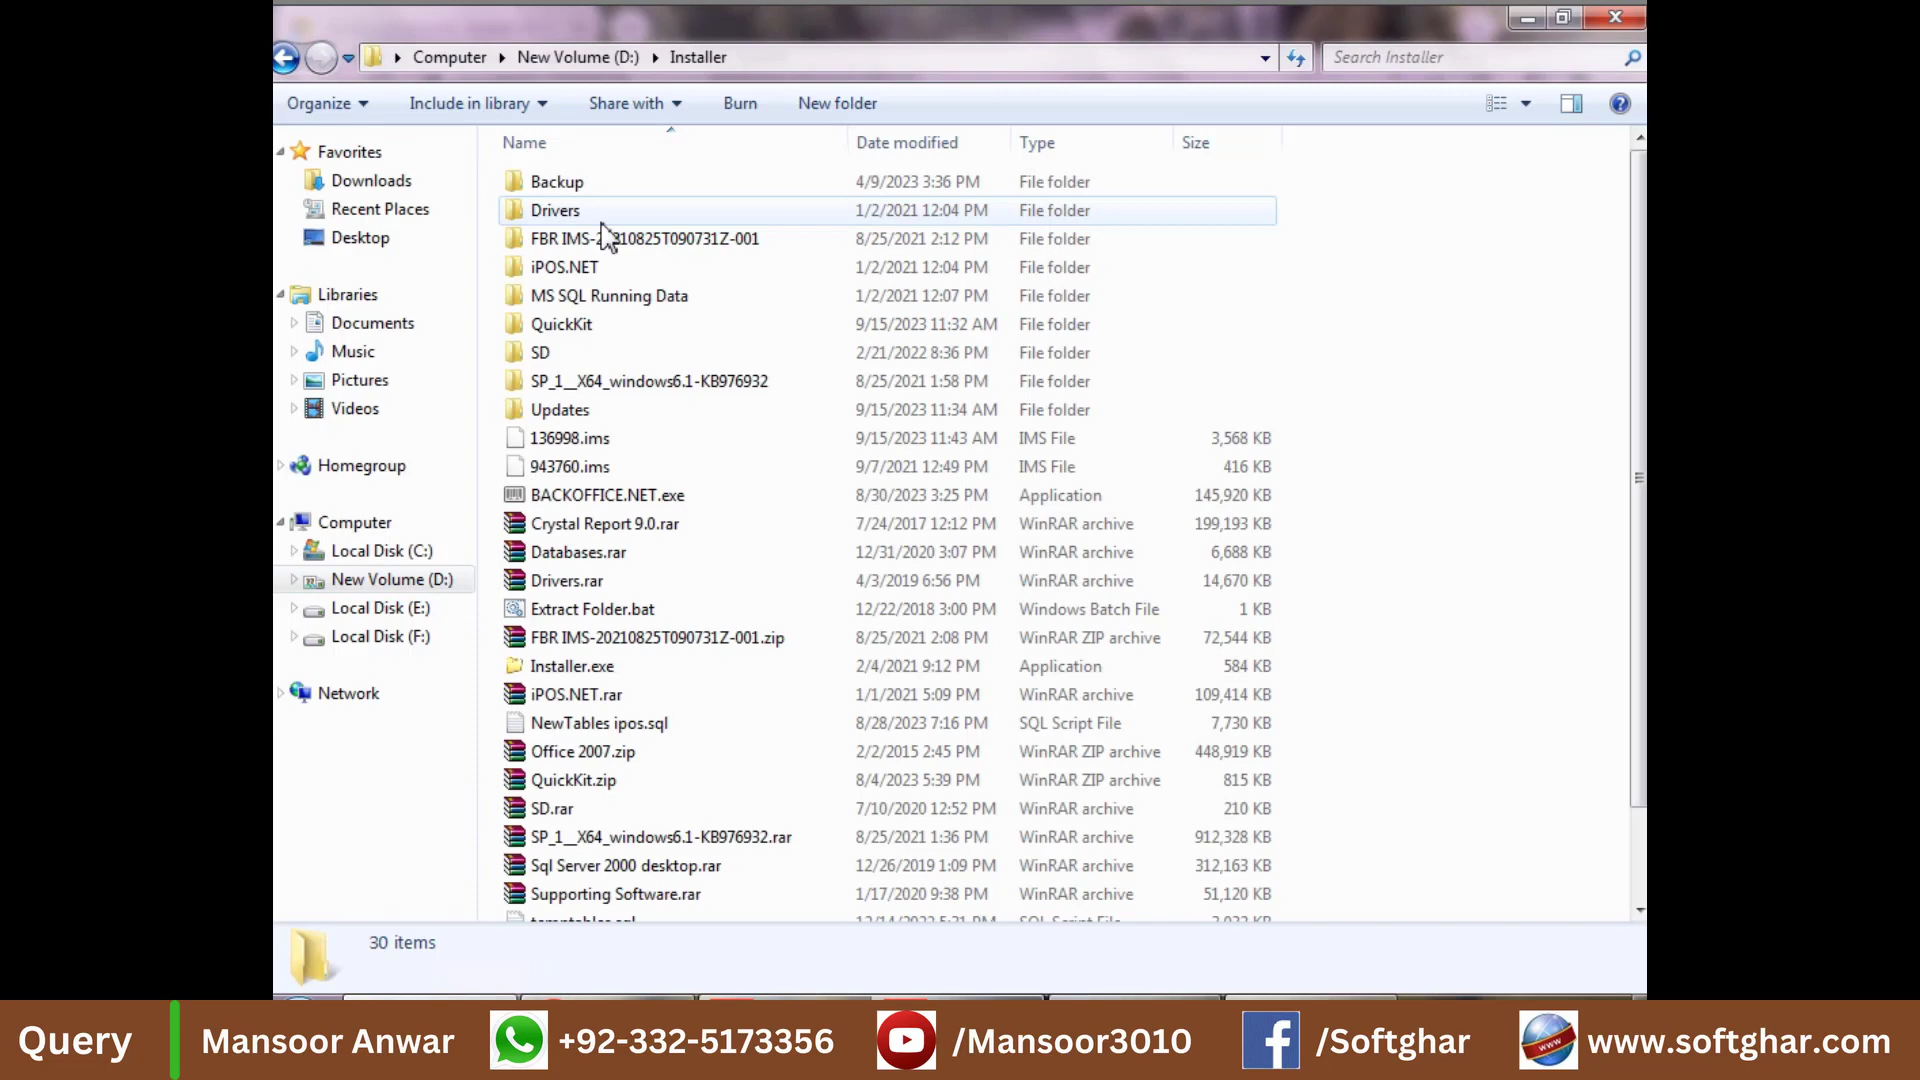 Computer New Volume (D:) Installer Search Installer
Organize Include in library Share with Burn New folder
Name Date modified Type Size
Favorites
Downloads
Recent Places
Desktop
Libraries
Documents
Music
Pictures
Videos
Homegroup
Computer
Local Disk (C:)
New Volume (D:)
Local Disk (E:)
Local Disk (F:)
Network
Backup 4/9/2023 3:36 PM File folder
Drivers 1/2/2021 12:04 PM File folder
FBR IMS-20210825T090731Z-001 8/25/2021 2:12 PM File folder
iPOS.NET 1/2/2021 12:04 PM File folder
MS SQL Running Data 1/2/2021 12:07 PM File folder
QuickKit 9/15/2023 11:32 AM File folder
SD 2/21/2022 8:36 PM File folder
SP_1__X64_windows6.1-KB976932 8/25/2021 1:58 PM File folder
Updates 9/15/2023 11:34 AM File folder
136998.ims 9/15/2023 11:43 AM IMS File 3,568 KB
943760.ims 9/7/2021 12:49 PM IMS File 416 KB
BACKOFFICE.NET.exe 8/30/2023 3:25 PM Application 145,920 KB
Crystal Report 9.0.rar 7/24/2017 12:12 PM WinRAR archive 199,193 KB
Databases.rar 12/31/2020 3:07 PM WinRAR archive 6,688 KB
Drivers.rar 4/3/2019 6:56 PM WinRAR archive 14,670 KB
Extract Folder.bat 12/22/2018 3:00 PM Windows Batch File 1 KB
FBR IMS-20210825T090731Z-001.zip 8/25/2021 2:08 PM WinRAR ZIP archive 72,544 KB
Installer.exe 2/4/2021 9:12 PM Application 584 KB
iPOS.NET.rar 1/1/2021 5:09 PM WinRAR archive 109,414 KB
NewTables ipos.sql 8/28/2023 7:16 PM SQL Script File 7,730 KB
Office 2007.zip 2/2/2015 2:45 PM WinRAR ZIP archive 448,919 KB
QuickKit.zip 8/4/2023 5:39 PM WinRAR ZIP archive 815 KB
SD.rar 7/10/2020 12:52 PM WinRAR archive 210 KB
SP_1__X64_windows6.1-KB976932.rar 8/25/2021 1:36 PM WinRAR archive 912,328 KB
Sql Server 2000 desktop.rar 12/26/2019 1:09 PM WinRAR archive 312,163 KB
Supporting Software.rar 1/17/2020 9:38 PM WinRAR archive 51,120 KB
30 items
Query Mansoor Anwar +92-332-5173356 /Mansoor3010 /Softghar www.softghar.com